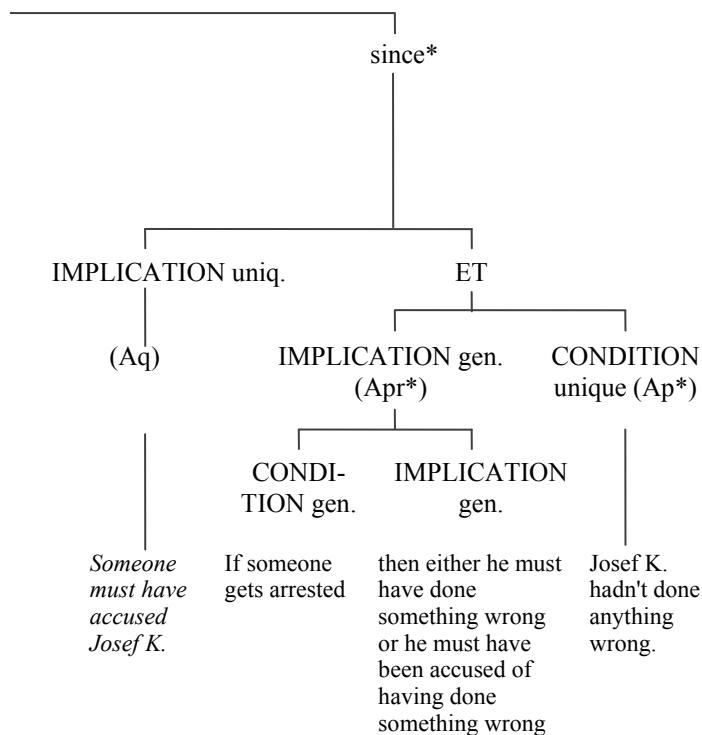 since*
IMPLICATION uniq.
ET
(Aq)
IMPLICATION gen.
(Apr*)
CONDITION
unique (Ap*)
CONDI-
TION gen.
IMPLICATION
gen.
Someone
must have
accused
Josef K.
If someone
gets arrested
then either he must
have done
something wrong
or he must have
been accused of
having done
something wrong
Josef K.
hadn't done
anything
wrong.